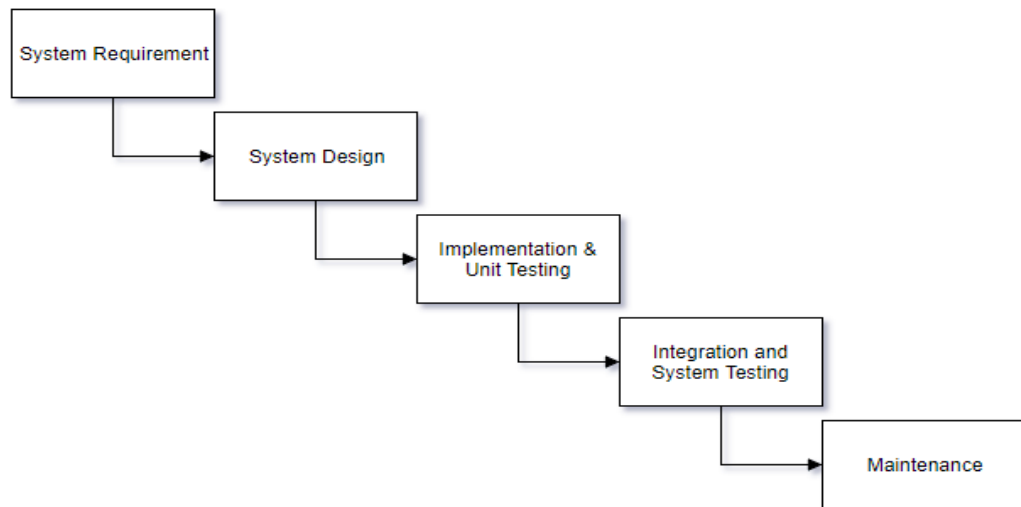 System Requirement
System Design
Implementation &
Unit Testing
Integration and
System Testing
Maintenance